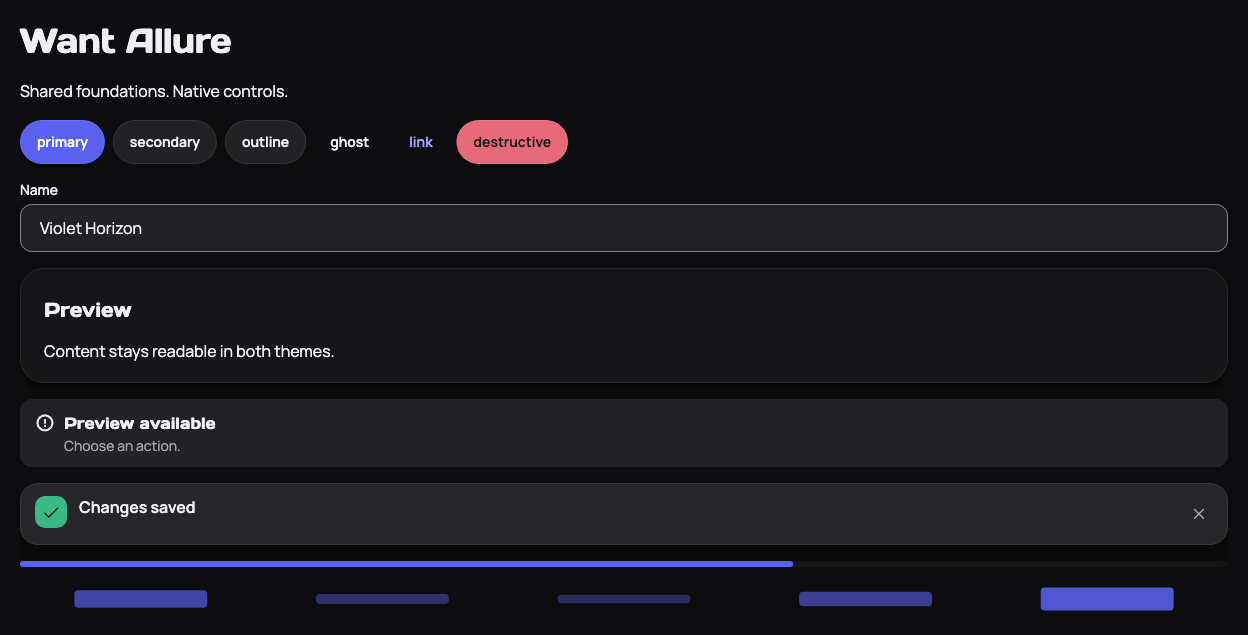 Want Allure
Shared foundations. Native controls.
primary secondary outline ghost link destructive
Name
Violet Horizon
Preview
Content stays readable in both themes.
Preview available
Choose an action.
Changes saved